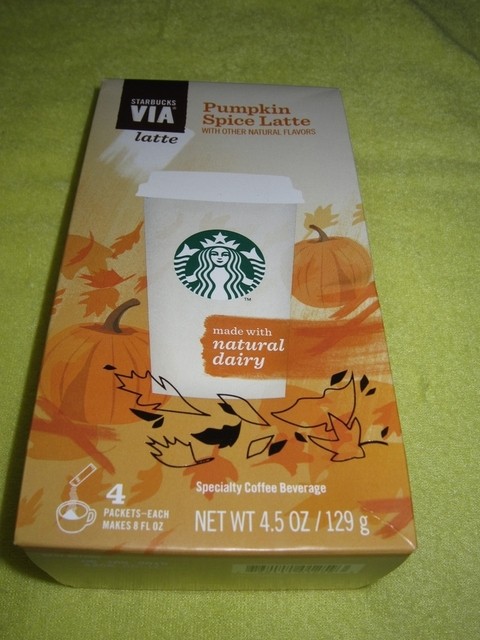 STARBUCKS
VIA
latte
Pumpkin
Spice Latte
WITH OTHER NATURAL FLAVORS
made with
natural
dairy
4
PACKETS—EACH
MAKES 8 FL OZ
Specialty Coffee Beverage
NET WT 4.5 OZ / 129 g